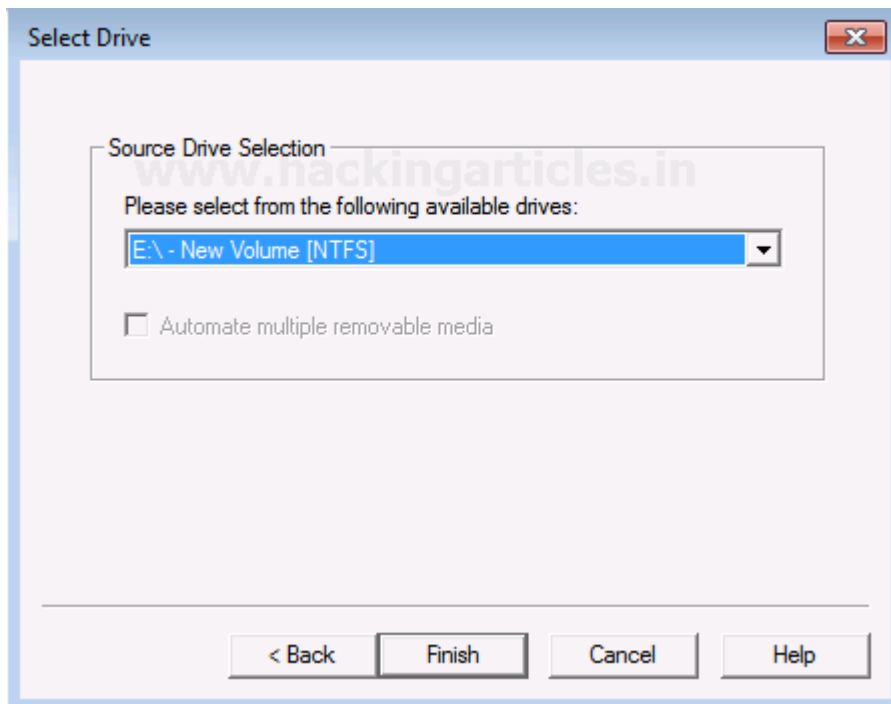 Select Drive
Source Drive Selection
www.hackingarticles.in
Please select from the following available drives:
E:\ - New Volume [NTFS]
Automate multiple removable media
< Back
Finish
Cancel
Help